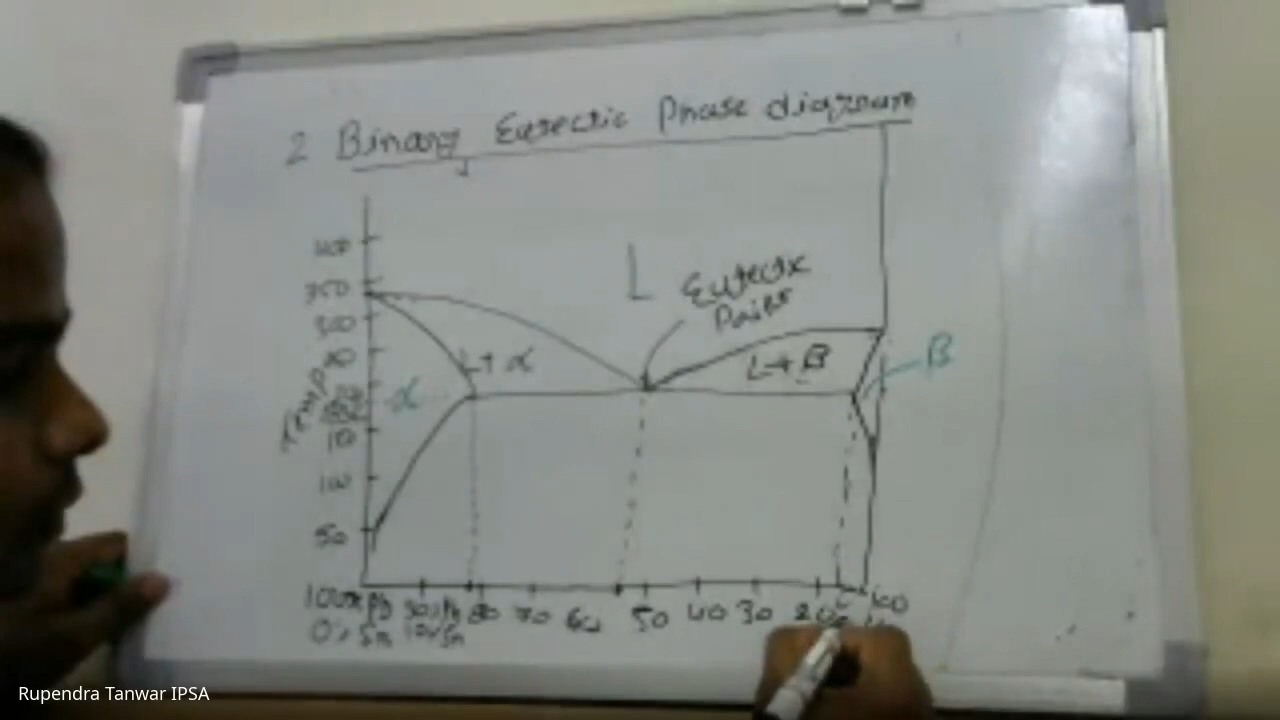 2 Binary Eutectic Phase diagram
400
350
300
L
Eutectic
Point
L+α
L+β
β
α
Temp
100
50
100% Pb 90% Pb 80 70 60 50 40 30 20 100
0% Sn 10% Sn
Rupendra Tanwar IPSA